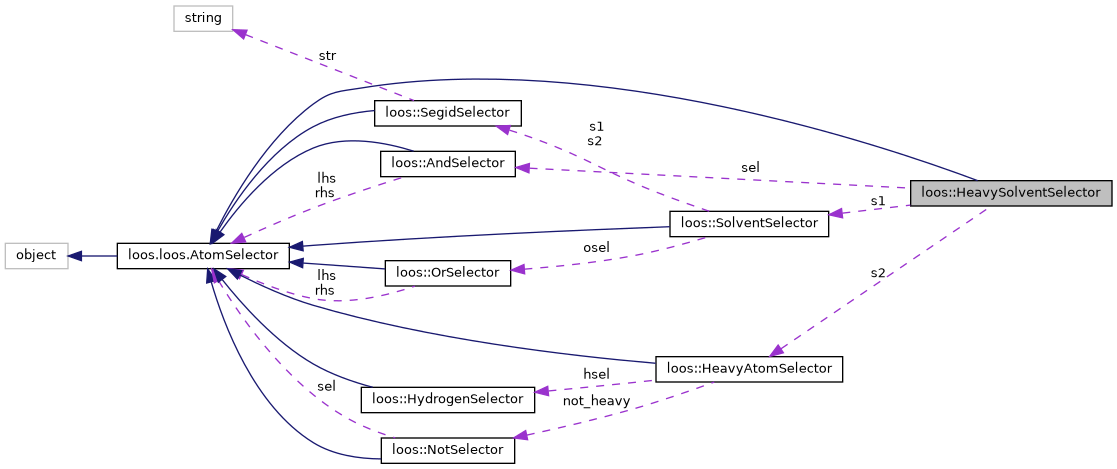 string
str
loos::SegidSelector
s1
s2
loos::AndSelector
sel
lhs
rhs
loos::HeavySolventSelector
s1
loos::SolventSelector
object
loos.loos.AtomSelector
osel
loos::OrSelector
lhs
rhs
s2
loos::HeavyAtomSelector
hsel
sel
loos::HydrogenSelector
not_heavy
loos::NotSelector